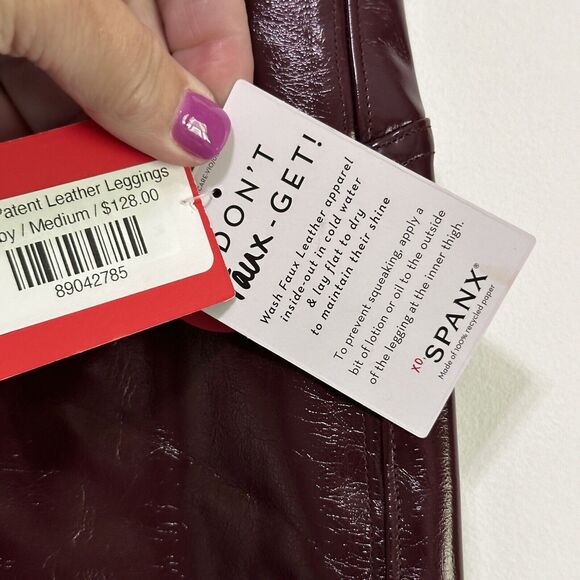 Patent Leather Leggings
/ Medium / $128.00
89042785
DON'T
faux-GET!
Wash Faux Leather apparel
inside-out in cold water
& lay flat to dry
to maintain their shine
To prevent squeaking, apply a
bit of lotion or oil to the outside
of the legging at the inner thigh.
XO,
SPANX®
Made of 100% recycled paper